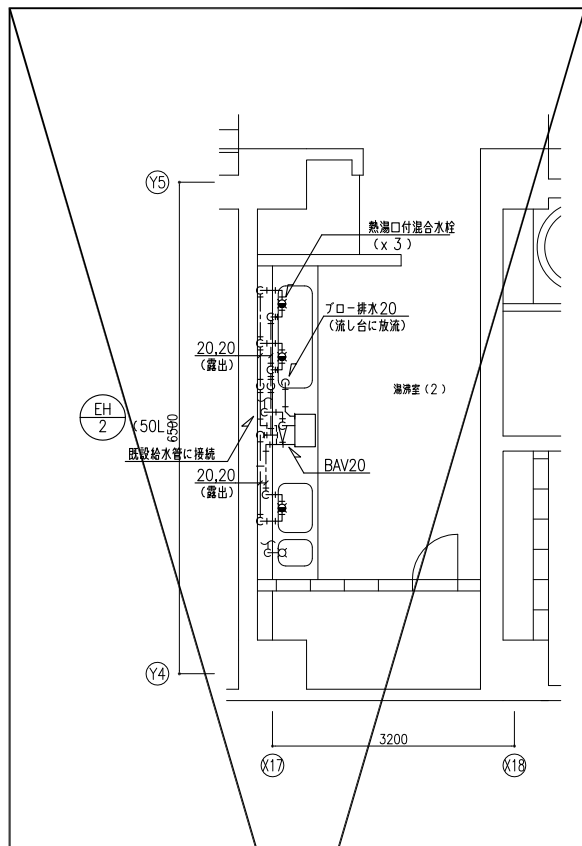 Y5
熱湯口付混合水栓
(x 3)
ブロー排水20
(流し台に放流)
20,20
(露出)
湯沸室(2)
EH
2
(50L
6500
既設給水管に接続
BAV20
20,20
(露出)
Y4
3200
X17
X18